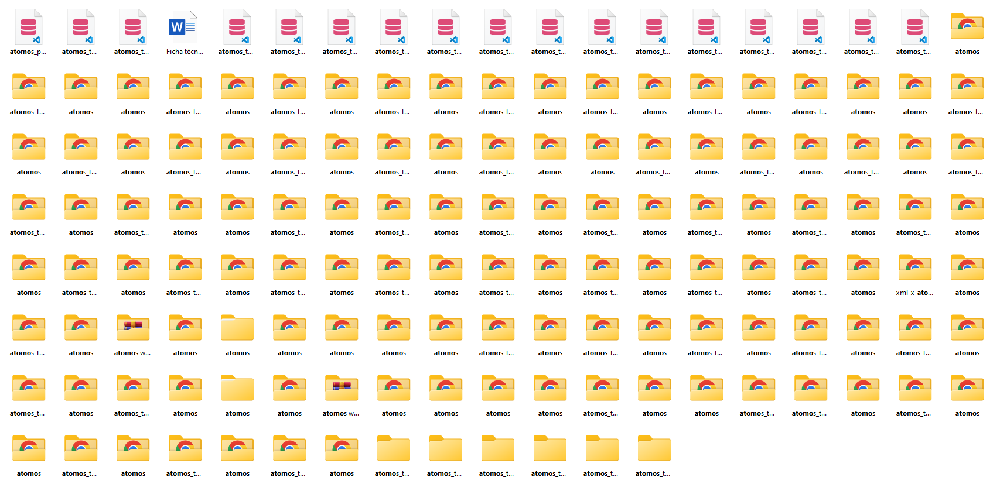 atomos_p... atomos_t... atomos_t... Ficha técn... atomos_t... atomos_t... atomos_t... atomos_t... atomos_t... atomos_t... atomos_t... atomos_t... atomos_t... atomos_t... atomos_t... atomos_t... atomos_t... atomos_t... atomos
atomos_t... atomos atomos atomos_t... atomos atomos_t... atomos atomos_t... atomos atomos_t... atomos atomos_t... atomos atomos_t... atomos atomos_t... atomos atomos atomos_t...
atomos atomos_t... atomos atomos_t... atomos atomos_t... atomos atomos_t... atomos atomos_t... atomos atomos atomos_t... atomos atomos_t... atomos atomos_t... atomos atomos_t...
atomos_t... atomos atomos_t... atomos atomos atomos_t... atomos atomos_t... atomos atomos_t... atomos atomos_t... atomos atomos_t... atomos atomos_t... atomos atomos_t... atomos
atomos atomos_t... atomos atomos_t... atomos atomos_t... atomos atomos_t... atomos atomos_t... atomos atomos_t... atomos atomos_t... atomos atomos_t... atomos xml_x_ato... atomos
atomos_t... atomos atomos w... atomos atomos atomos atomos atomos atomos atomos_t... atomos atomos_t... atomos atomos_t... atomos atomos_t... atomos atomos_t... atomos
atomos_t... atomos atomos_t... atomos atomos atomos atomos w... atomos atomos atomos atomos atomos_t... atomos atomos atomos_t... atomos_t... atomos atomos_t... atomos
atomos atomos_t... atomos atomos_t... atomos atomos_t... atomos atomos_t... atomos_t... atomos_t... atomos_t... atomos_t... atomos_t...